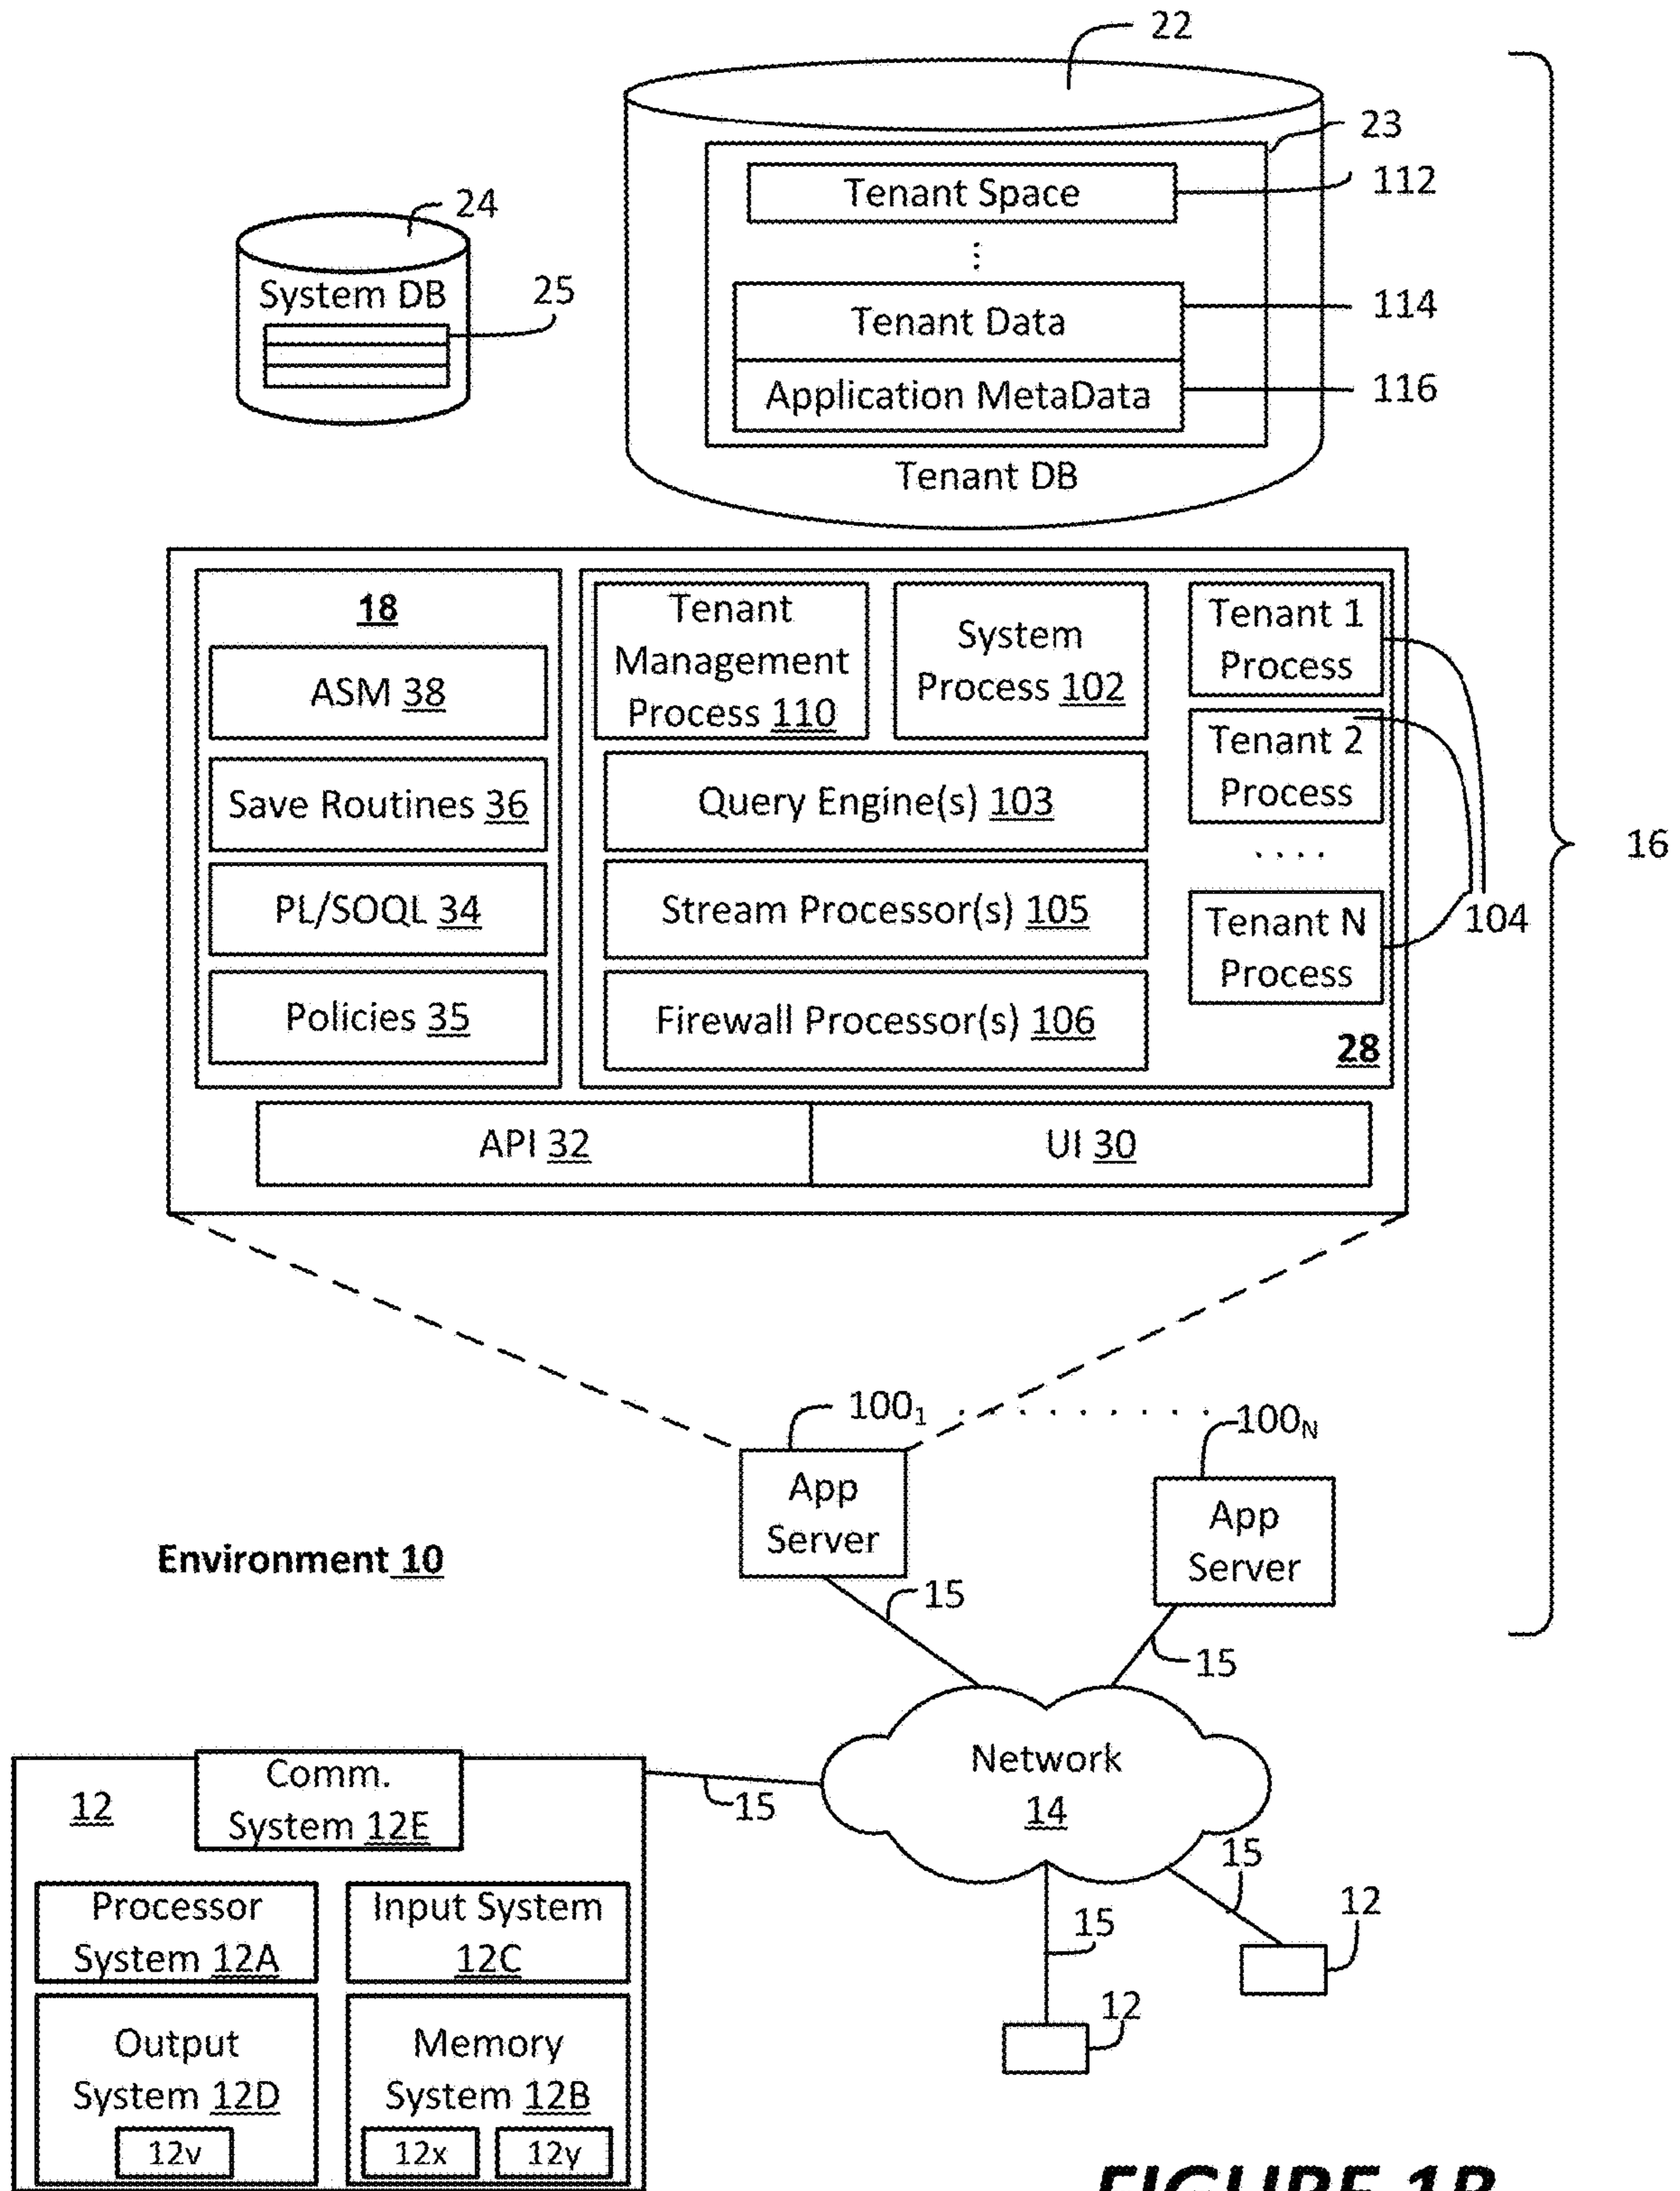 22
23
Tenant Space
112
24
System DB
25
⋮
Tenant Data
114
Application MetaData
116
Tenant DB
18
ASM 38
Save Routines 36
PL/SOQL 34
Policies 35
Tenant
Management
Process 110
System
Process 102
Query Engine(s) 103
Stream Processor(s) 105
Firewall Processor(s) 106
Tenant 1
Process
Tenant 2
Process
. . . .
Tenant N
Process
104
28
16
API 32
UI 30
100₁ . . . . . . . . .
100N
App
Server
App
Server
Environment 10
15
15
Network
14
15
15
15
12
12
12
Comm.
System 12E
Processor
System 12A
Input System
12C
Output
System 12D
12v
Memory
System 12B
12x
12y
FIGURE 1B